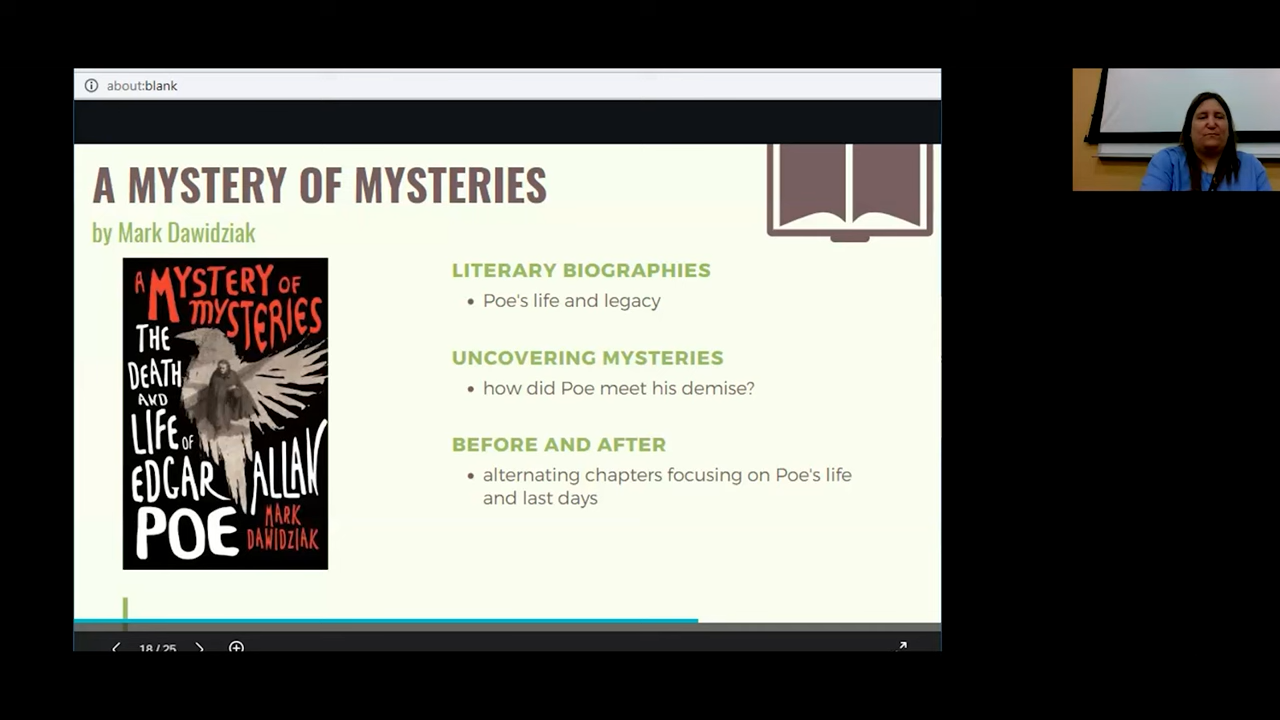 about:blank
A MYSTERY OF MYSTERIES
by Mark Dawidziak
A MYSTERY OF
MYSTERIES
THE
DEATH
AND
LIFE OF
EDGAR ALLAN
POE
MARK
DAWIDZIAK
LITERARY BIOGRAPHIES
• Poe's life and legacy
UNCOVERING MYSTERIES
• how did Poe meet his demise?
BEFORE AND AFTER
• alternating chapters focusing on Poe's life
and last days
18 / 25